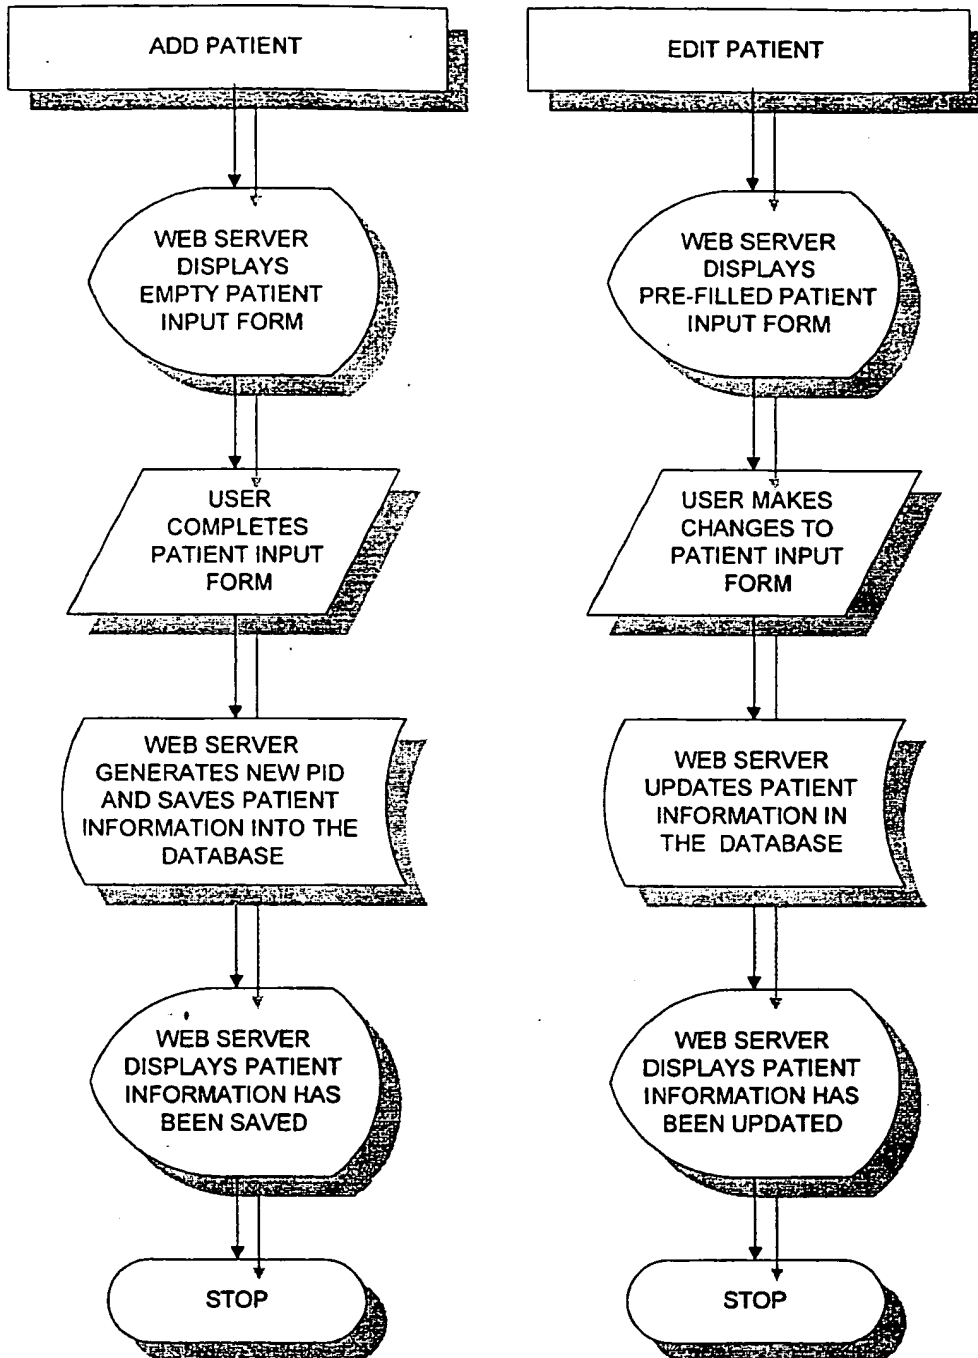 ADD PATIENT
WEB SERVER
DISPLAYS
EMPTY PATIENT
INPUT FORM
USER
COMPLETES
PATIENT INPUT
FORM
WEB SERVER
GENERATES NEW PID
AND SAVES PATIENT
INFORMATION INTO THE
DATABASE
WEB SERVER
DISPLAYS PATIENT
INFORMATION HAS
BEEN SAVED
STOP
EDIT PATIENT
WEB SERVER
DISPLAYS
PRE-FILLED PATIENT
INPUT FORM
USER MAKES
CHANGES TO
PATIENT INPUT
FORM
WEB SERVER
UPDATES PATIENT
INFORMATION IN
THE DATABASE
WEB SERVER
DISPLAYS PATIENT
INFORMATION HAS
BEEN UPDATED
STOP